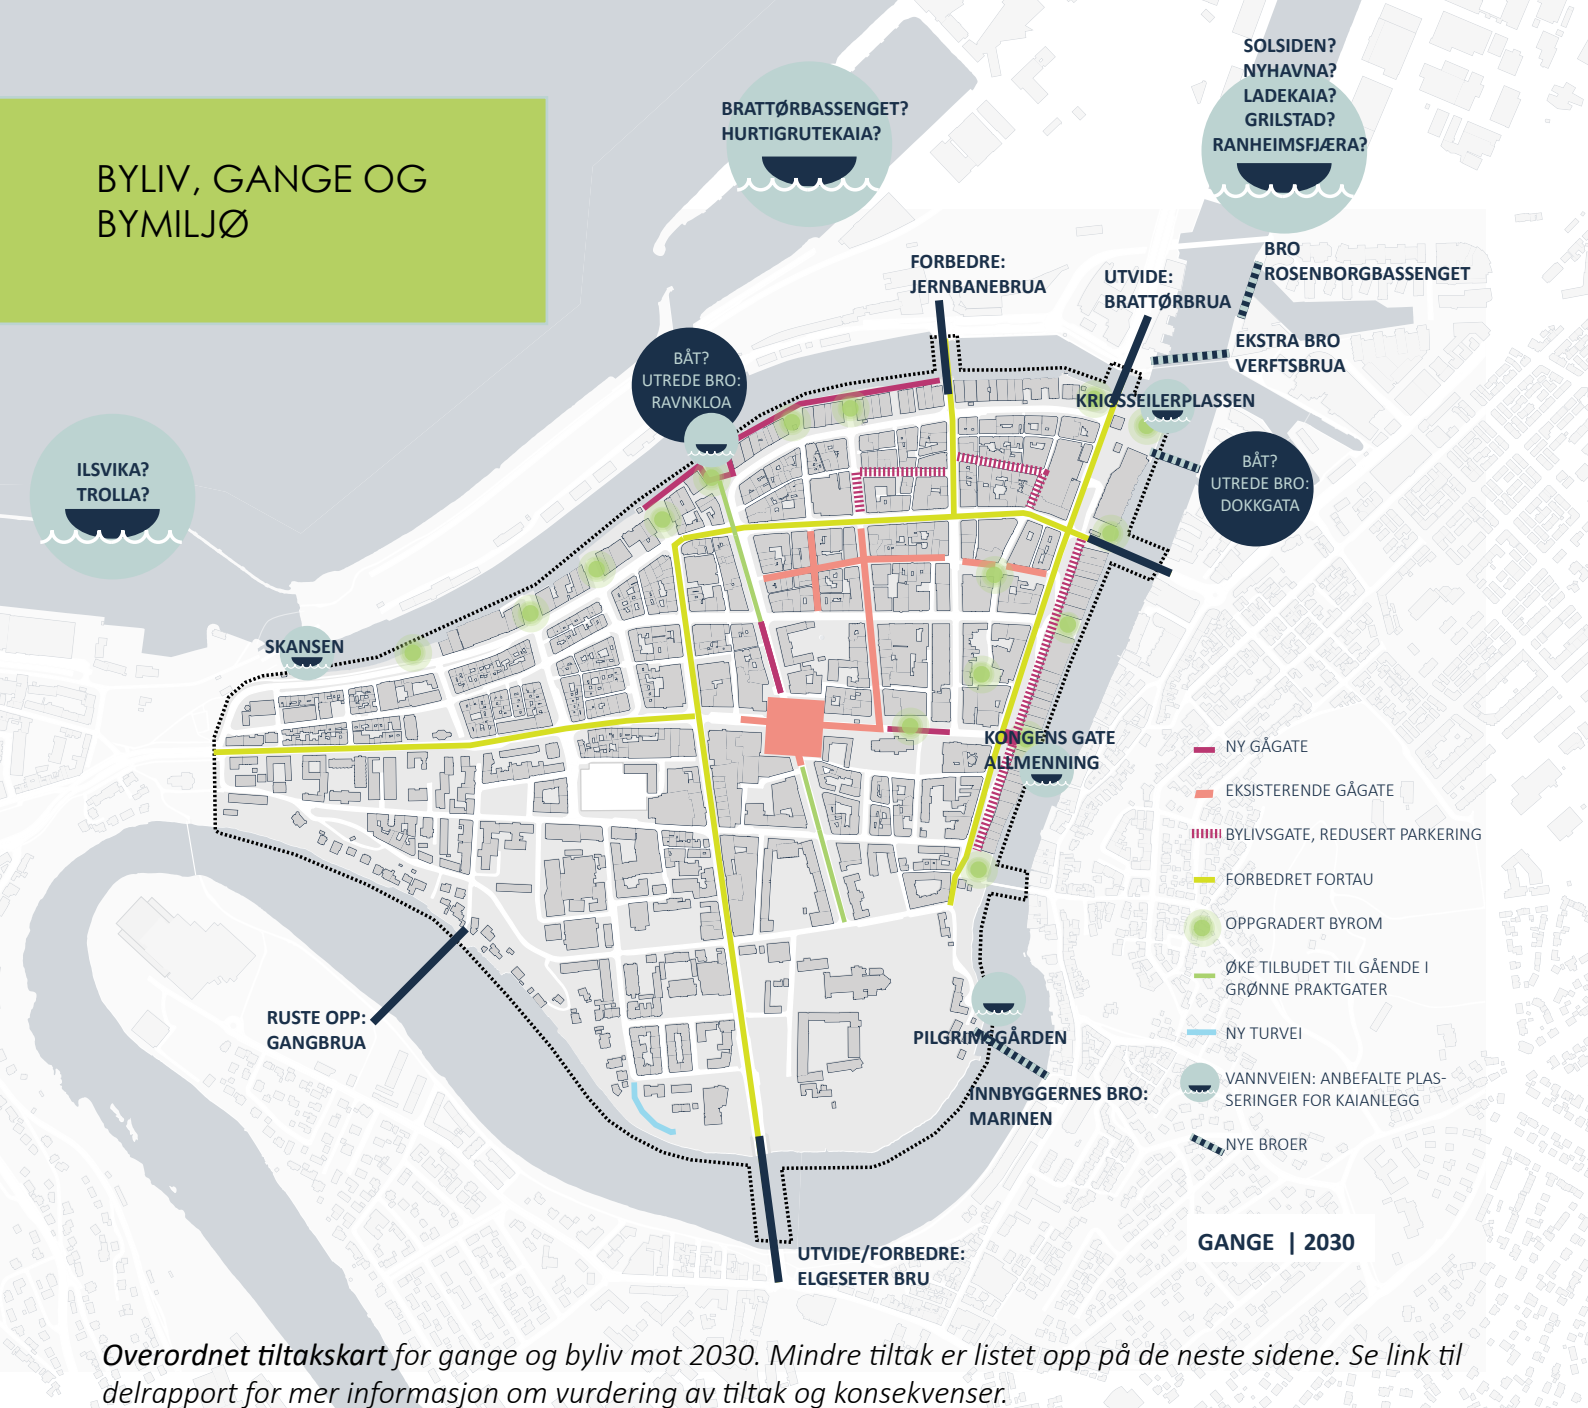 BYLIV, GANGE OG
BYMILJØ
BRATTØRBASSENGET?
HURTIGRUTEKAIA?
SOLSIDEN?
NYHAVNA?
LADEKAIA?
GRILSTAD?
RANHEIMSFJÆRA?
BRO
ROSENBORGBASSENGET
FORBEDRE:
JERNBANEBRUA
UTVIDE:
BRATTØRBRUA
EKSTRA BRO
VERFTSBRUA
BÅT?
UTREDE BRO:
RAVNKLOA
KRIGSSEILERPLASSEN
ILSVIKA?
TROLLA?
BÅT?
UTREDE BRO:
DOKKGATA
SKANSEN
KONGENS GATE
ALLMENNING
NY GÅGATE
EKSISTERENDE GÅGATE
BYLIVSGATE, REDUSERT PARKERING
FORBEDRET FORTAU
OPPGRADERT BYROM
ØKE TILBUDET TIL GÅENDE I
GRØNNE PRAKTGATER
NY TURVEI
VANNVEIEN: ANBEFALTE PLAS-
SERINGER FOR KAIANLEGG
NYE BROER
RUSTE OPP:
GANGBRUA
PILGRIMSGÅRDEN
INNBYGGERNES BRO:
MARINEN
UTVIDE/FORBEDRE:
ELGESETER BRU
GANGE | 2030
Overordnet tiltakskart for gange og byliv mot 2030. Mindre tiltak er listet opp på de neste sidene. Se link til
delrapport for mer informasjon om vurdering av tiltak og konsekvenser.